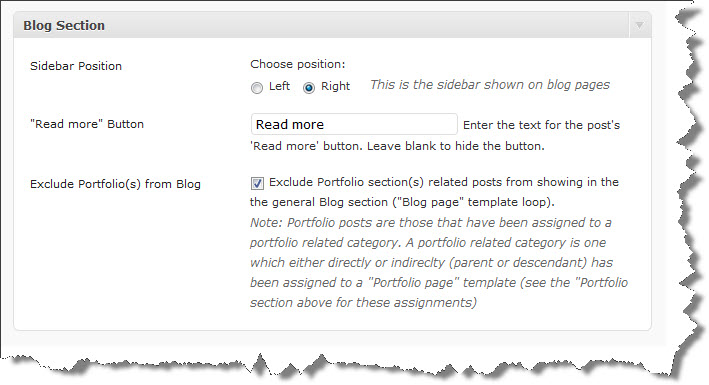 Blog Section
Sidebar Position
Choose position:
Left Right This is the sidebar shown on blog pages
"Read more" Button
Read more Enter the text for the post's
'Read more' button. Leave blank to hide the button.
Exclude Portfolio(s) from Blog
Exclude Portfolio section(s) related posts from showing in the
the general Blog section ("Blog page" template loop).
Note: Portfolio posts are those that have been assigned to a
portfolio related category. A portfolio related category is one
which either directly or indireclty (parent or descendant) has
been assigned to a "Portfolio page" template (see the "Portfolio
section above for these assignments)